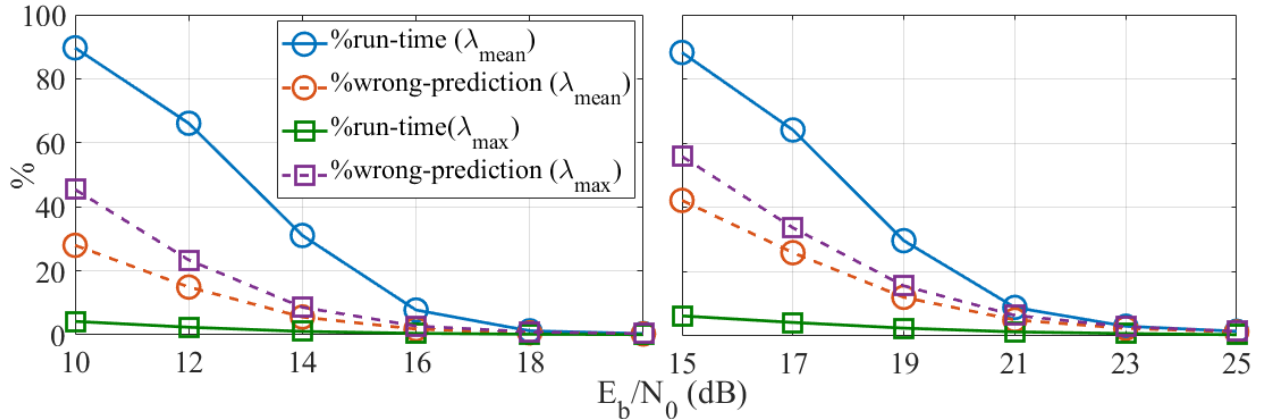 100
80
60
40
20
0
%
%run-time (λmean)
%wrong-prediction (λmean)
%run-time(λmax)
%wrong-prediction (λmax)
10 12 14 16 18
15 17 19 21 23 25
Eb/N0 (dB)